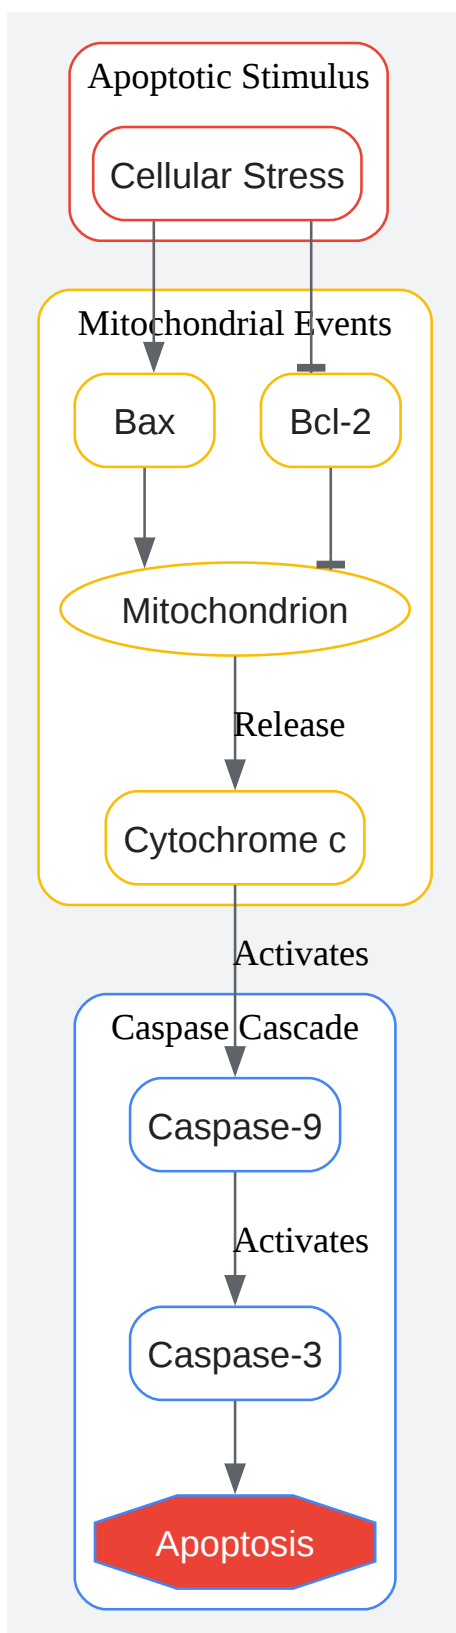 Apoptotic Stimulus
Cellular Stress
Mitochondrial Events
Bax
Bcl-2
Mitochondrion
Release
Cytochrome c
Activates
Caspase Cascade
Caspase-9
Activates
Caspase-3
Apoptosis